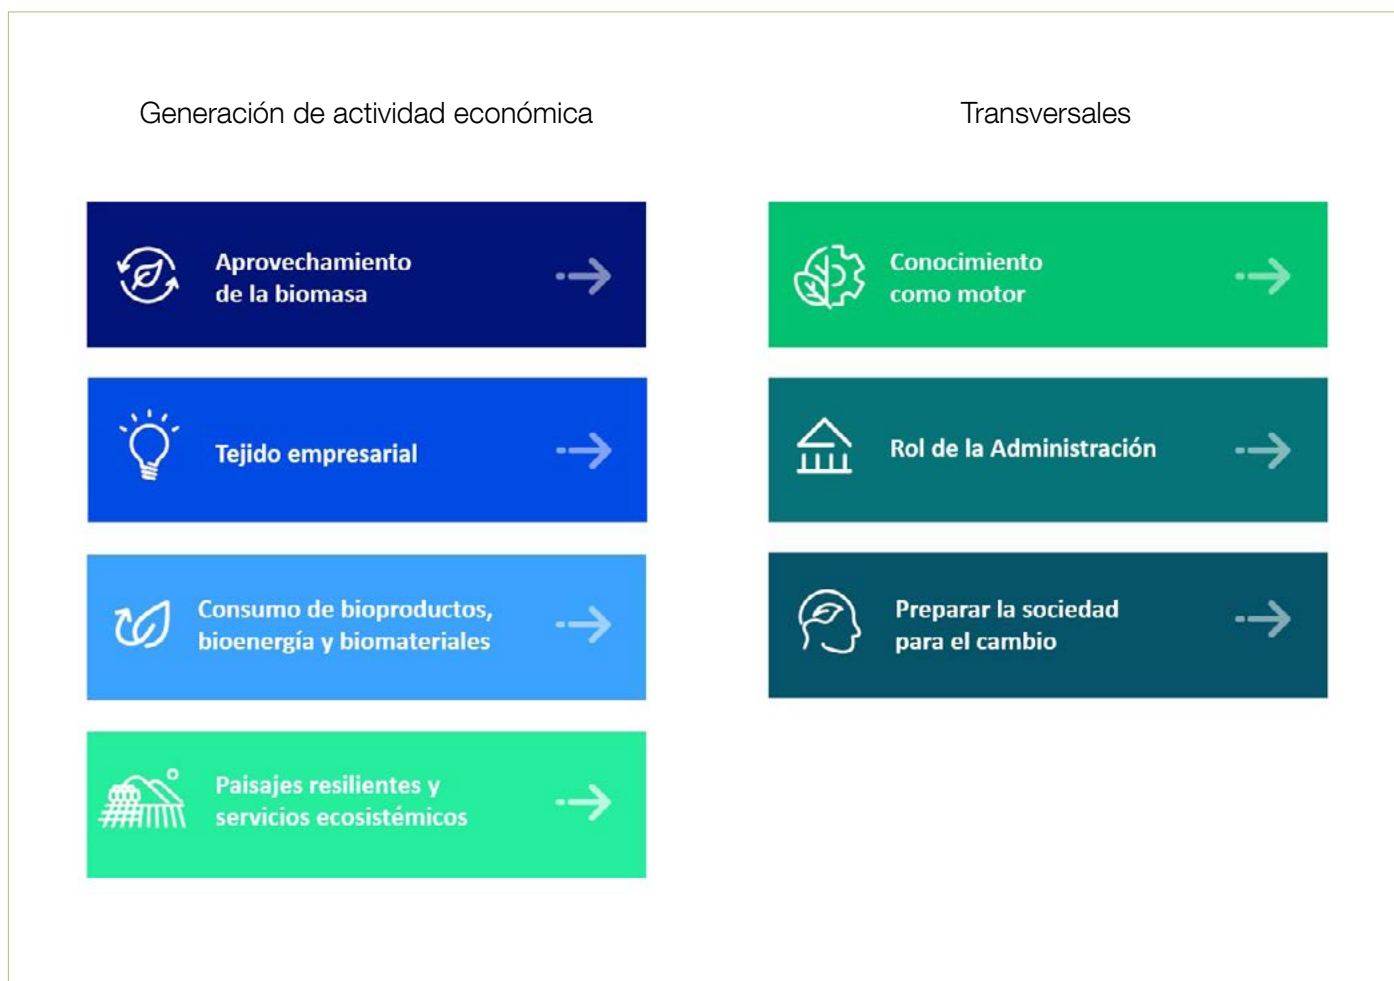 Generación de actividad económica
Aprovechamiento
de la biomasa
Tejido empresarial
Consumo de bioproductos,
bioenergía y biomateriales
Paisajes resilientes y
servicios ecosistémicos
Transversales
Conocimiento
como motor
Rol de la Administración
Preparar la sociedad
para el cambio